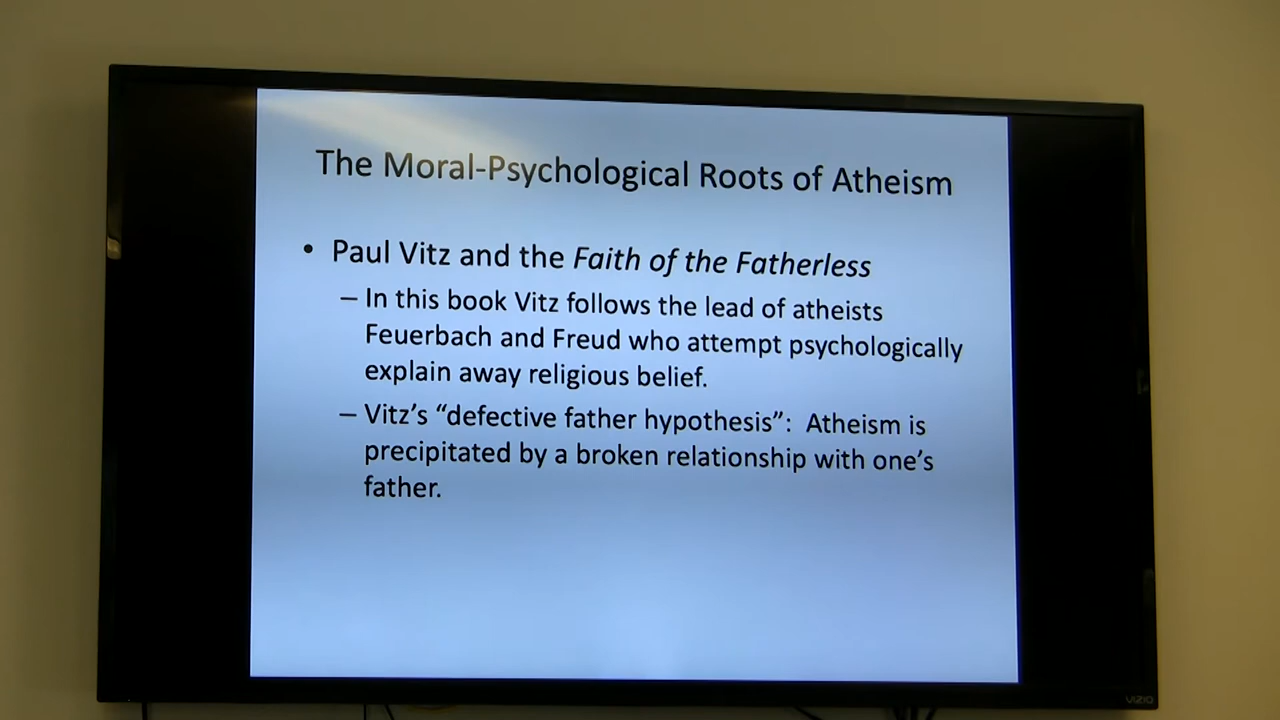 The Moral-Psychological Roots of Atheism
• Paul Vitz and the Faith of the Fatherless
– In this book Vitz follows the lead of atheists
Feuerbach and Freud who attempt psychologically
explain away religious belief.
– Vitz’s “defective father hypothesis”: Atheism is
precipitated by a broken relationship with one’s
father.
VIZIO